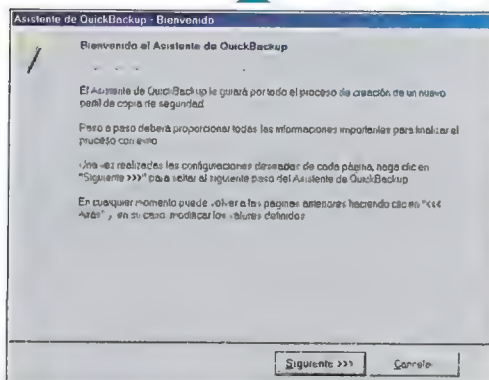 Asistente de QuickBackup - Bienvenido
Bienvenido al Asistente de QuickBackup
El Asistente de QuickBackup le guiará por todo el proceso de creación de un nuevo
perfil de copia de seguridad
Paso a paso deberá proporcionar todas las informaciones importantes para finalizar el
proceso con éxito
Una vez realizadas las configuraciones deseadas de cada página, haga clic en
"Siguiente >>>" para saltar al siguiente paso del Asistente de QuickBackup
En cualquier momento puede volver a las páginas anteriores haciendo clic en "<<<
Atrás", en su caso modificar los valores definidos
Siguiente >>>